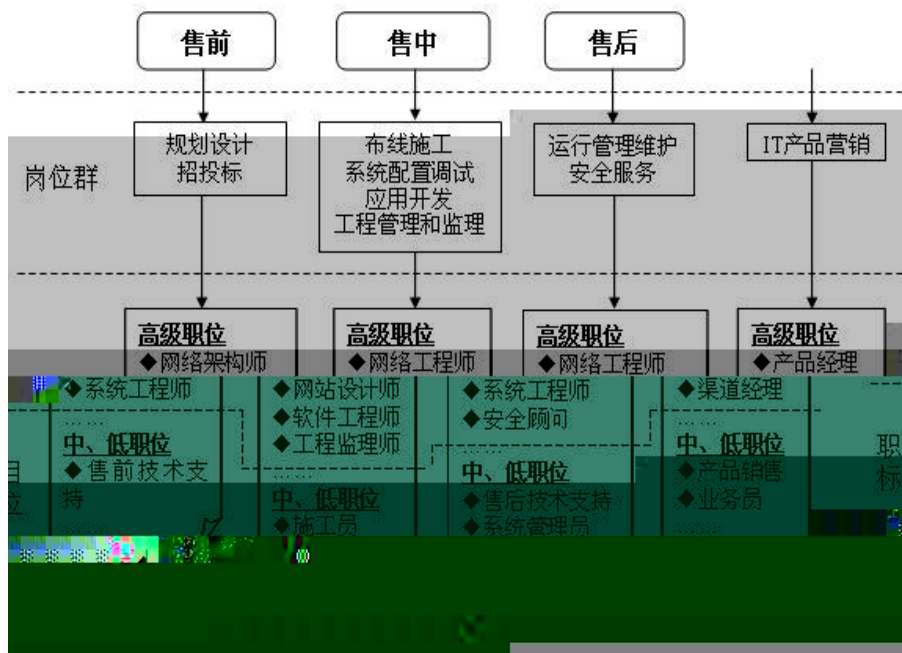 售前
售中
售后
岗位群
规划设计
招投标
布线施工
系统配置调试
应用开发
工程管理和监理
运行管理维护
安全服务
IT产品营销
高级职位
◆网络架构师
◆系统工程师
……
中、低职位
◆售前技术支
持
……
高级职位
◆网络工程师
◆网站设计师
◆软件工程师
◆工程监理师
……
中、低职位
◆施工员
高级职位
◆网络工程师
◆系统工程师
◆安全顾问
……
中、低职位
◆售后技术支持
◆系统管理员
高级职位
◆产品经理
◆渠道经理
……
中、低职位
◆产品销售
◆业务员
……
职
标